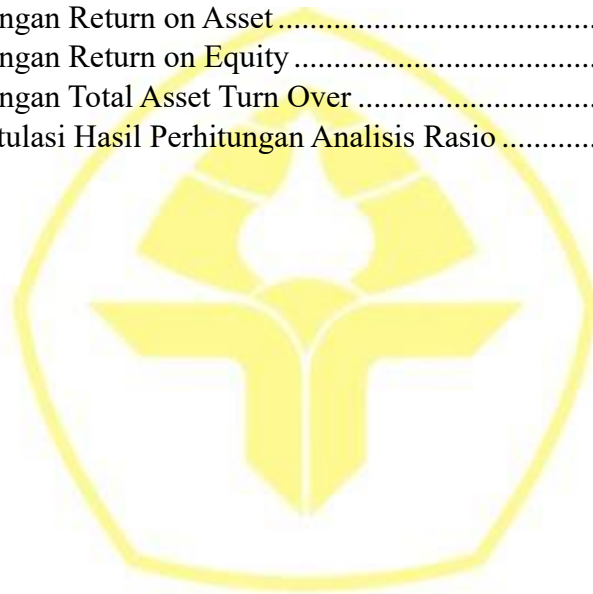 ngan Return on Asset ................................................
ngan Return on Equity .............................................
ngan Total Asset Turn Over ...................................
tulasi Hasil Perhitungan Analisis Rasio .............